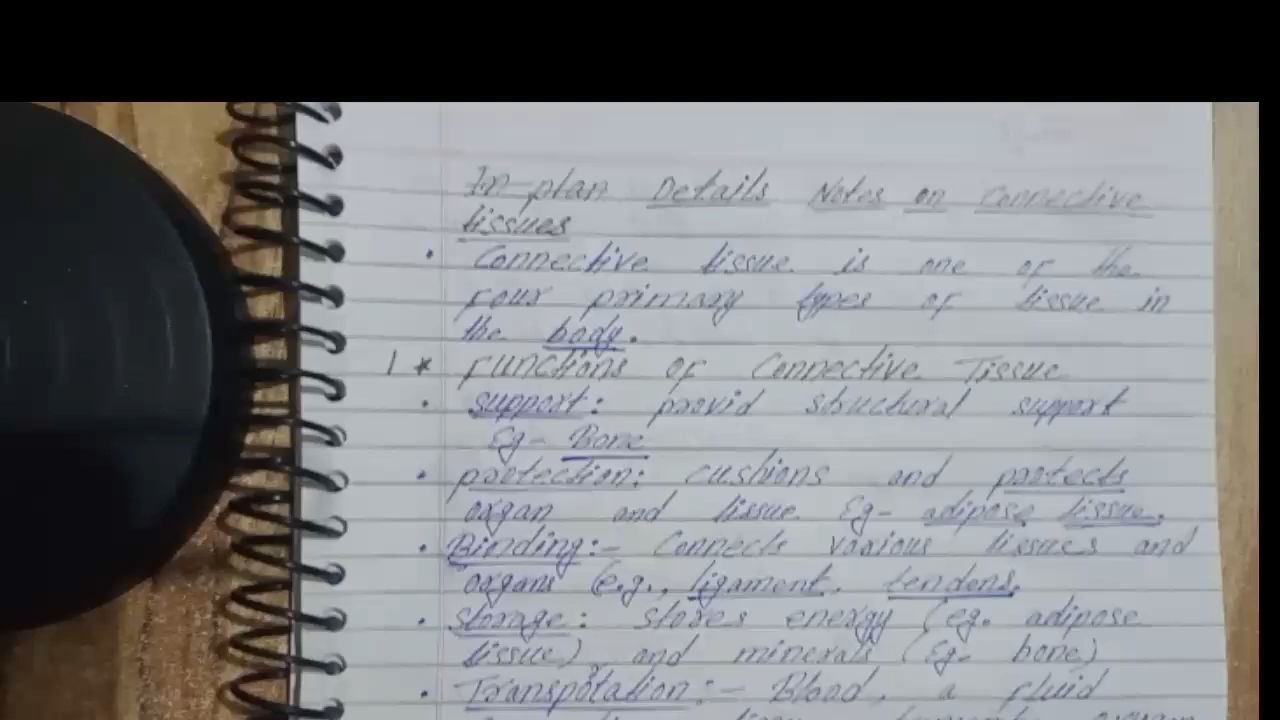 In-plan Details Notes on Connective
tissues
• Connective tissue is one of the
four primary types of tissue in
the body.
1 * Functions of Connective Tissue
• support: provid structural support
Eg- Bone
• protection: cushions and protects
organ and tissue Eg- adipose tissue.
• Binding:- Connects various tissues and
organs (e.g., ligament, tendons.
• storage: stores energy (eg. adipose
tissue) and minerals (Eg. bone)
• Transpotation:- Blood, a fluid